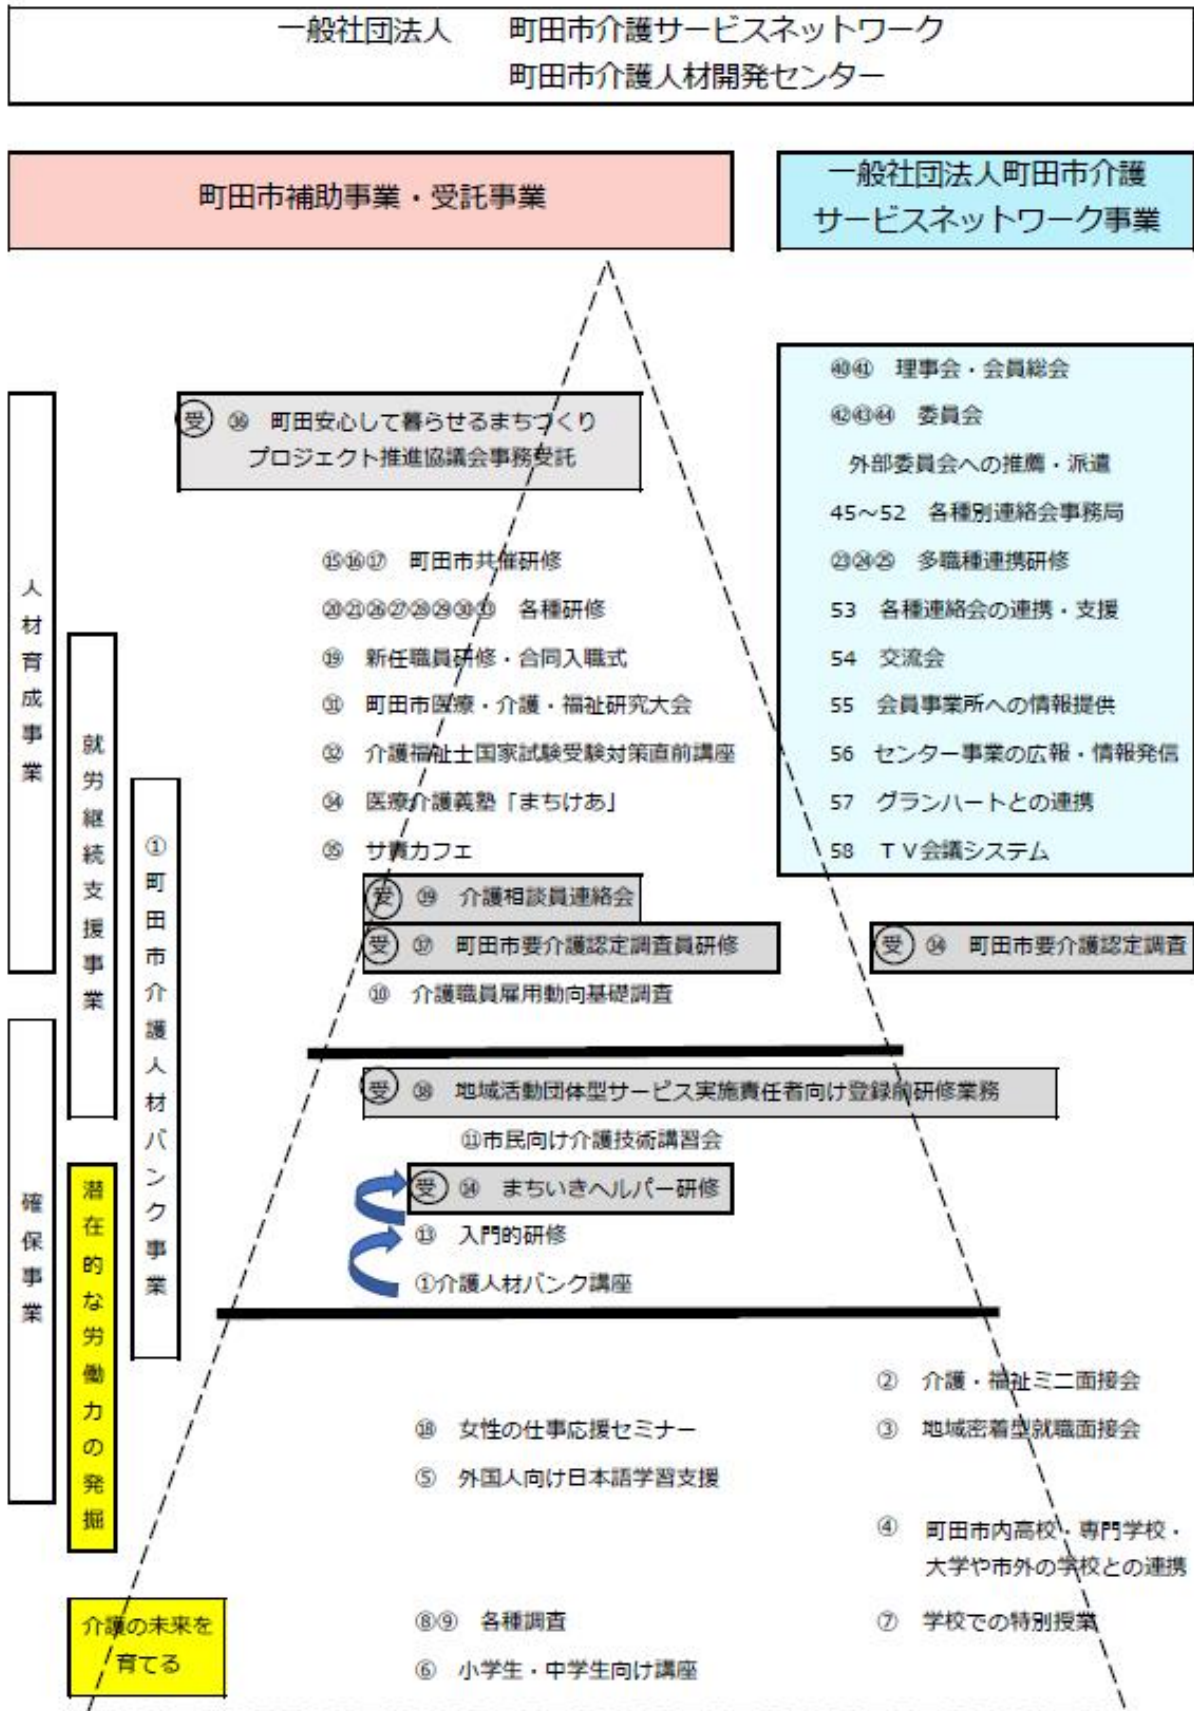 一般社団法人　町田市介護サービスネットワーク
町田市介護人材開発センター
町田市補助事業・受託事業
一般社団法人町田市介護
サービスネットワーク事業
㊵㊶ 理事会・会員総会
㊷㊸㊹ 委員会
外部委員会への推薦・派遣
45～52 各種別連絡会事務局
㉓㉔㉕ 多職種連携研修
53 各種連絡会の連携・支援
54 交流会
55 会員事業所への情報提供
56 センター事業の広報・情報発信
57 グランハートとの連携
58 ＴＶ会議システム
受 ㊱ 町田安心して暮らせるまちづくり
プロジェクト推進協議会事務受託
⑮⑯⑰ 町田市共催研修
⑳㉑㉖㉗㉘㉙㉚㉝ 各種研修
⑲ 新任職員研修・合同入職式
㉛ 町田市医療・介護・福祉研究大会
㉜ 介護福祉士国家試験受験対策直前講座
㉞ 医療介護義塾「まちけあ」
㉟ サ責カフェ
受 ㊴ 介護相談員連絡会
受 ㊲ 町田市要介護認定調査員研修
受 町田市要介護認定調査
⑩ 介護職員雇用動向基礎調査
受 ㊳ 地域活動団体型サービス実施責任者向け登録前研修業務
⑪市民向け介護技術講習会
受 ⑭ まちいきヘルパー研修
⑬ 入門的研修
①介護人材バンク講座
② 介護・福祉ミニ面接会
⑱ 女性の仕事応援セミナー
③ 地域密着型就職面接会
⑤ 外国人向け日本語学習支援
④ 町田市内高校・専門学校・
大学や市外の学校との連携
⑧⑨ 各種調査
⑦ 学校での特別授業
⑥ 小学生・中学生向け講座
人材育成事業
就労継続支援事業
①町田市介護人材バンク事業
確保事業
潜在的な労働力の発掘
介護の未来を
育てる